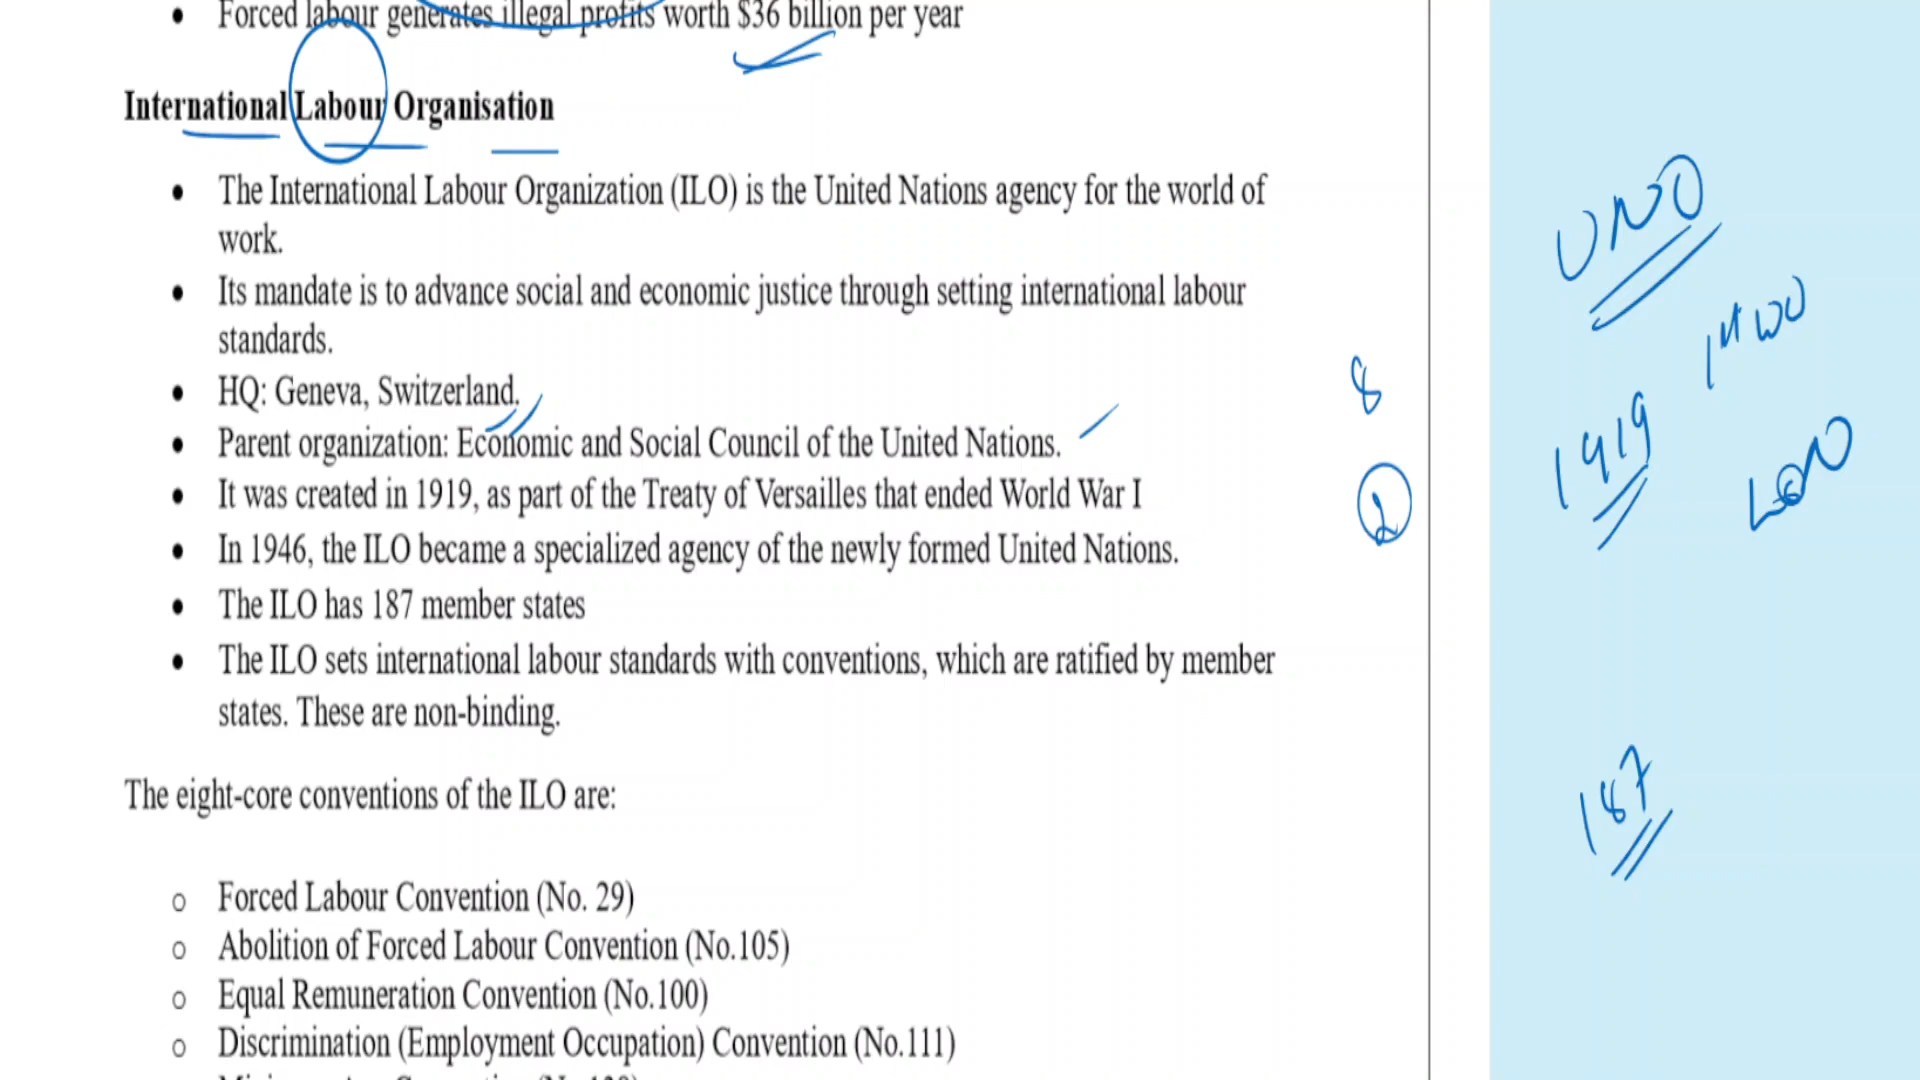 • Forced labour generates illegal profits worth $36 billion per year
International Labour Organisation
• The International Labour Organization (ILO) is the United Nations agency for the world of
work.
• Its mandate is to advance social and economic justice through setting international labour
standards.
• HQ: Geneva, Switzerland.
• Parent organization: Economic and Social Council of the United Nations.
• It was created in 1919, as part of the Treaty of Versailles that ended World War I
• In 1946, the ILO became a specialized agency of the newly formed United Nations.
• The ILO has 187 member states
• The ILO sets international labour standards with conventions, which are ratified by member
states. These are non-binding.
The eight-core conventions of the ILO are:
o Forced Labour Convention (No. 29)
o Abolition of Forced Labour Convention (No.105)
o Equal Remuneration Convention (No.100)
o Discrimination (Employment Occupation) Convention (No.111)
8
2
UNO
1919
LON
187